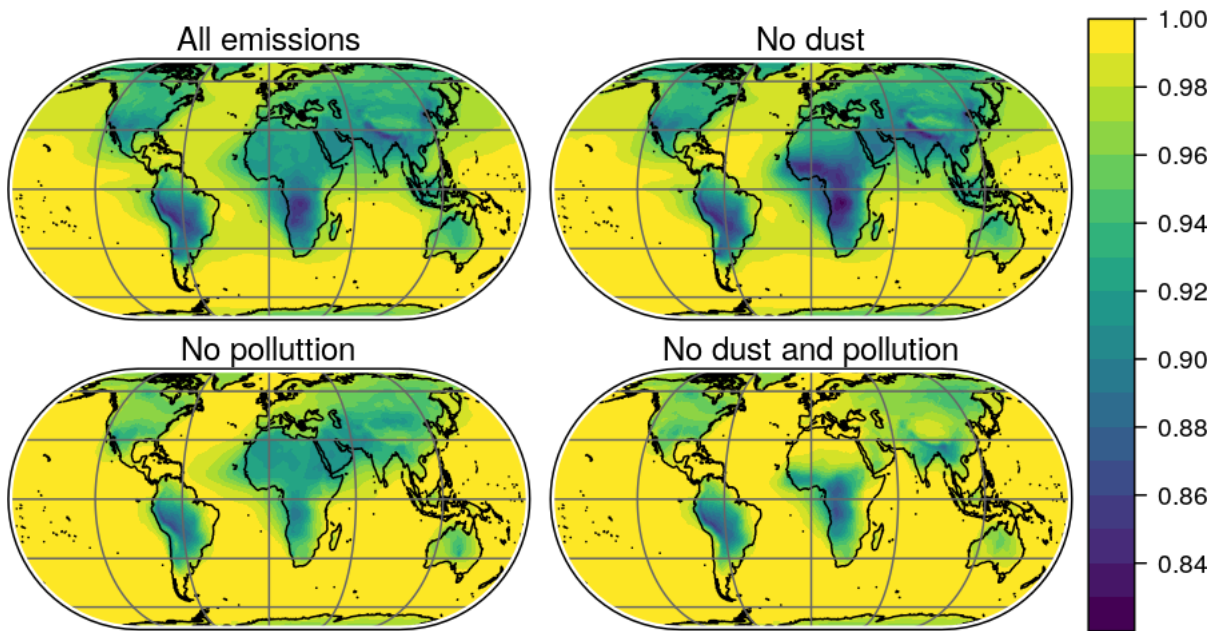 All emissions
No dust
No polluttion
No dust and pollution
1.00
0.98
0.96
0.94
0.92
0.90
0.88
0.86
0.84